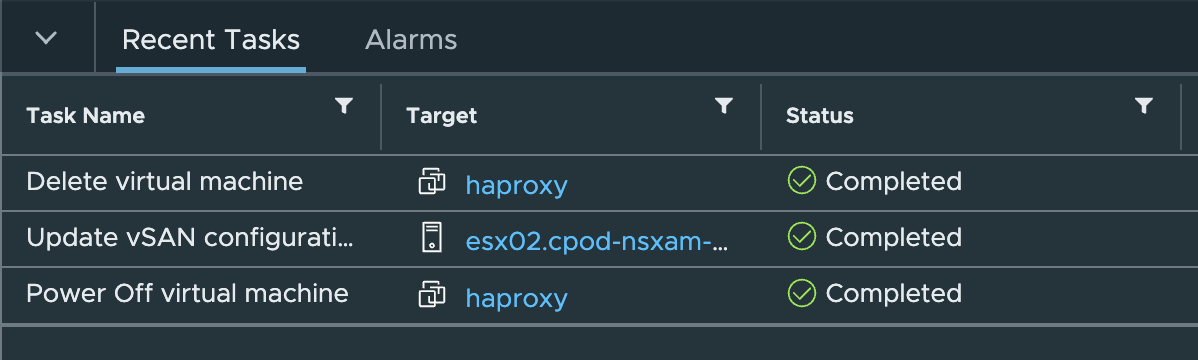 Recent Tasks Alarms
Task Name Target Status
Delete virtual machine haproxy Completed
Update vSAN configurati... esx02.cpod-nsxam-... Completed
Power Off virtual machine haproxy Completed